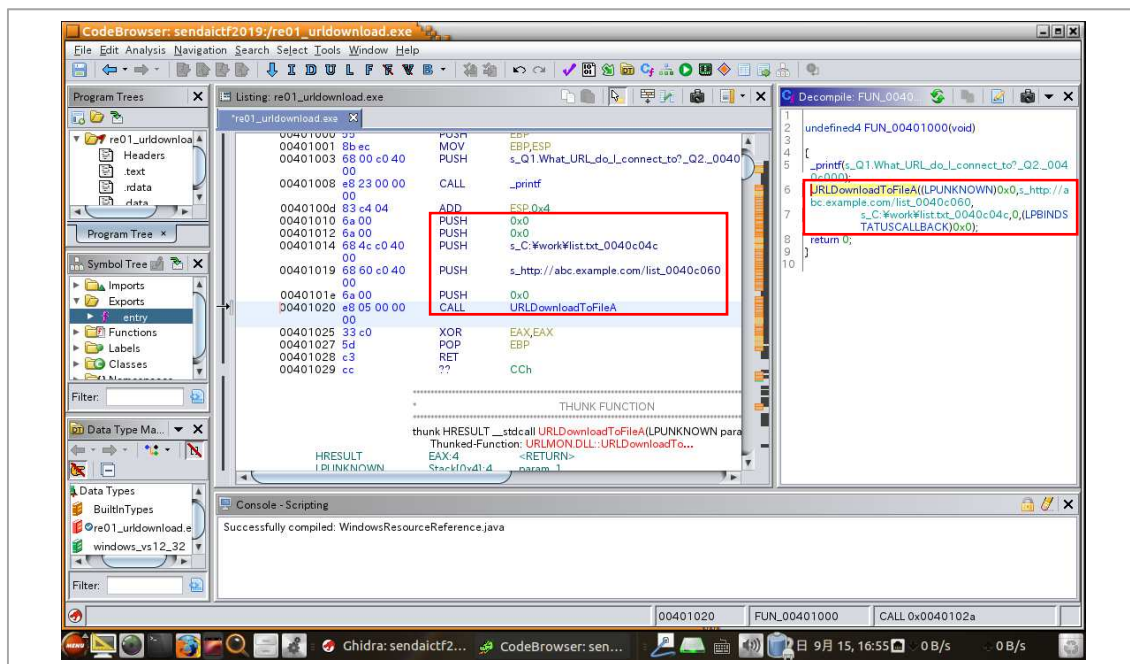 CodeBrowser: sendaictf2019:/re01_urldownload.exe
File Edit Analysis Navigation Search Select Tools Window Help
I D U L F B
Program Trees
re01_urldownloa
Headers
.text
.rdata
.data
Program Tree
Symbol Tree
Imports
Exports
entry
Functions
Labels
Classes
Namespaces
Filter:
Data Type Ma...
Data Types
BuiltInTypes
re01_urldownload.e
windows_vs12_32
Filter:
Listing: re01_urldownload.exe
*re01_urldownload.exe
00401000 55 PUSH EBP
00401001 8b ec MOV EBP,ESP
00401003 68 00 c0 40 PUSH s_Q1.What_URL_do_I_connect_to?_Q2._0040
00
00401008 e8 23 00 00 CALL _printf
00
0040100d 83 c4 04 ADD ESP,0x4
00401010 6a 00 PUSH 0x0
00401012 6a 00 PUSH 0x0
00401014 68 4c c0 40 PUSH s_C:¥work¥list.txt_0040c04c
00
00401019 68 60 c0 40 PUSH s_http://abc.example.com/list_0040c060
00
0040101e 6a 00 PUSH 0x0
00401020 e8 05 00 00 CALL URLDownloadToFileA
00
00401025 33 c0 XOR EAX,EAX
00401027 5d POP EBP
00401028 c3 RET
00401029 cc ?? CCh
* THUNK FUNCTION
thunk HRESULT __stdcall URLDownloadToFileA(LPUNKNOWN para
Thunked-Function: URLMON.DLL::URLDownloadTo...
HRESULT EAX:4 <RETURN>
LPUNKNOWN Stack[0x4]:4 param_1
Decompile: FUN_0040...
1
2 undefined4 FUN_00401000(void)
3
4 {
5 _printf(s_Q1.What_URL_do_I_connect_to?_Q2._004
0c000);
6 URLDownloadToFileA((LPUNKNOWN)0x0,s_http://a
bc.example.com/list_0040c060,
7 s_C:¥work¥list.txt_0040c04c,0,(LPBINDS
TATUSCALLBACK)0x0);
8 return 0;
9 }
10
Console - Scripting
Successfully compiled: WindowsResourceReference.java
00401020 FUN_00401000 CALL 0x0040102a
MENU Ghidra: sendaictf2... CodeBrowser: sen... 日 9月 15, 16:55 0 B/s 0 B/s